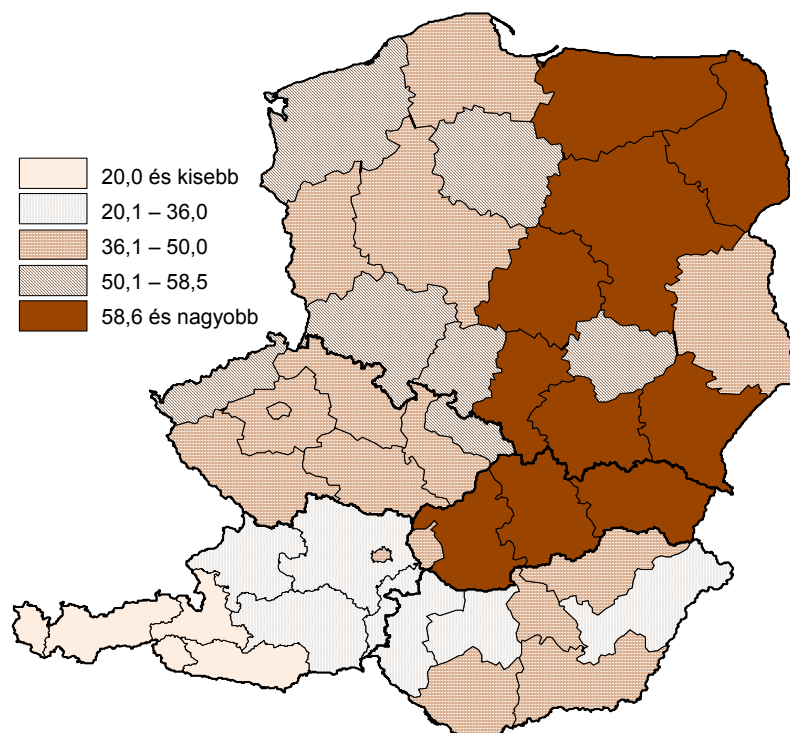 20,0 és kisebb
20,1 – 36,0
36,1 – 50,0
50,1 – 58,5
58,6 és nagyobb